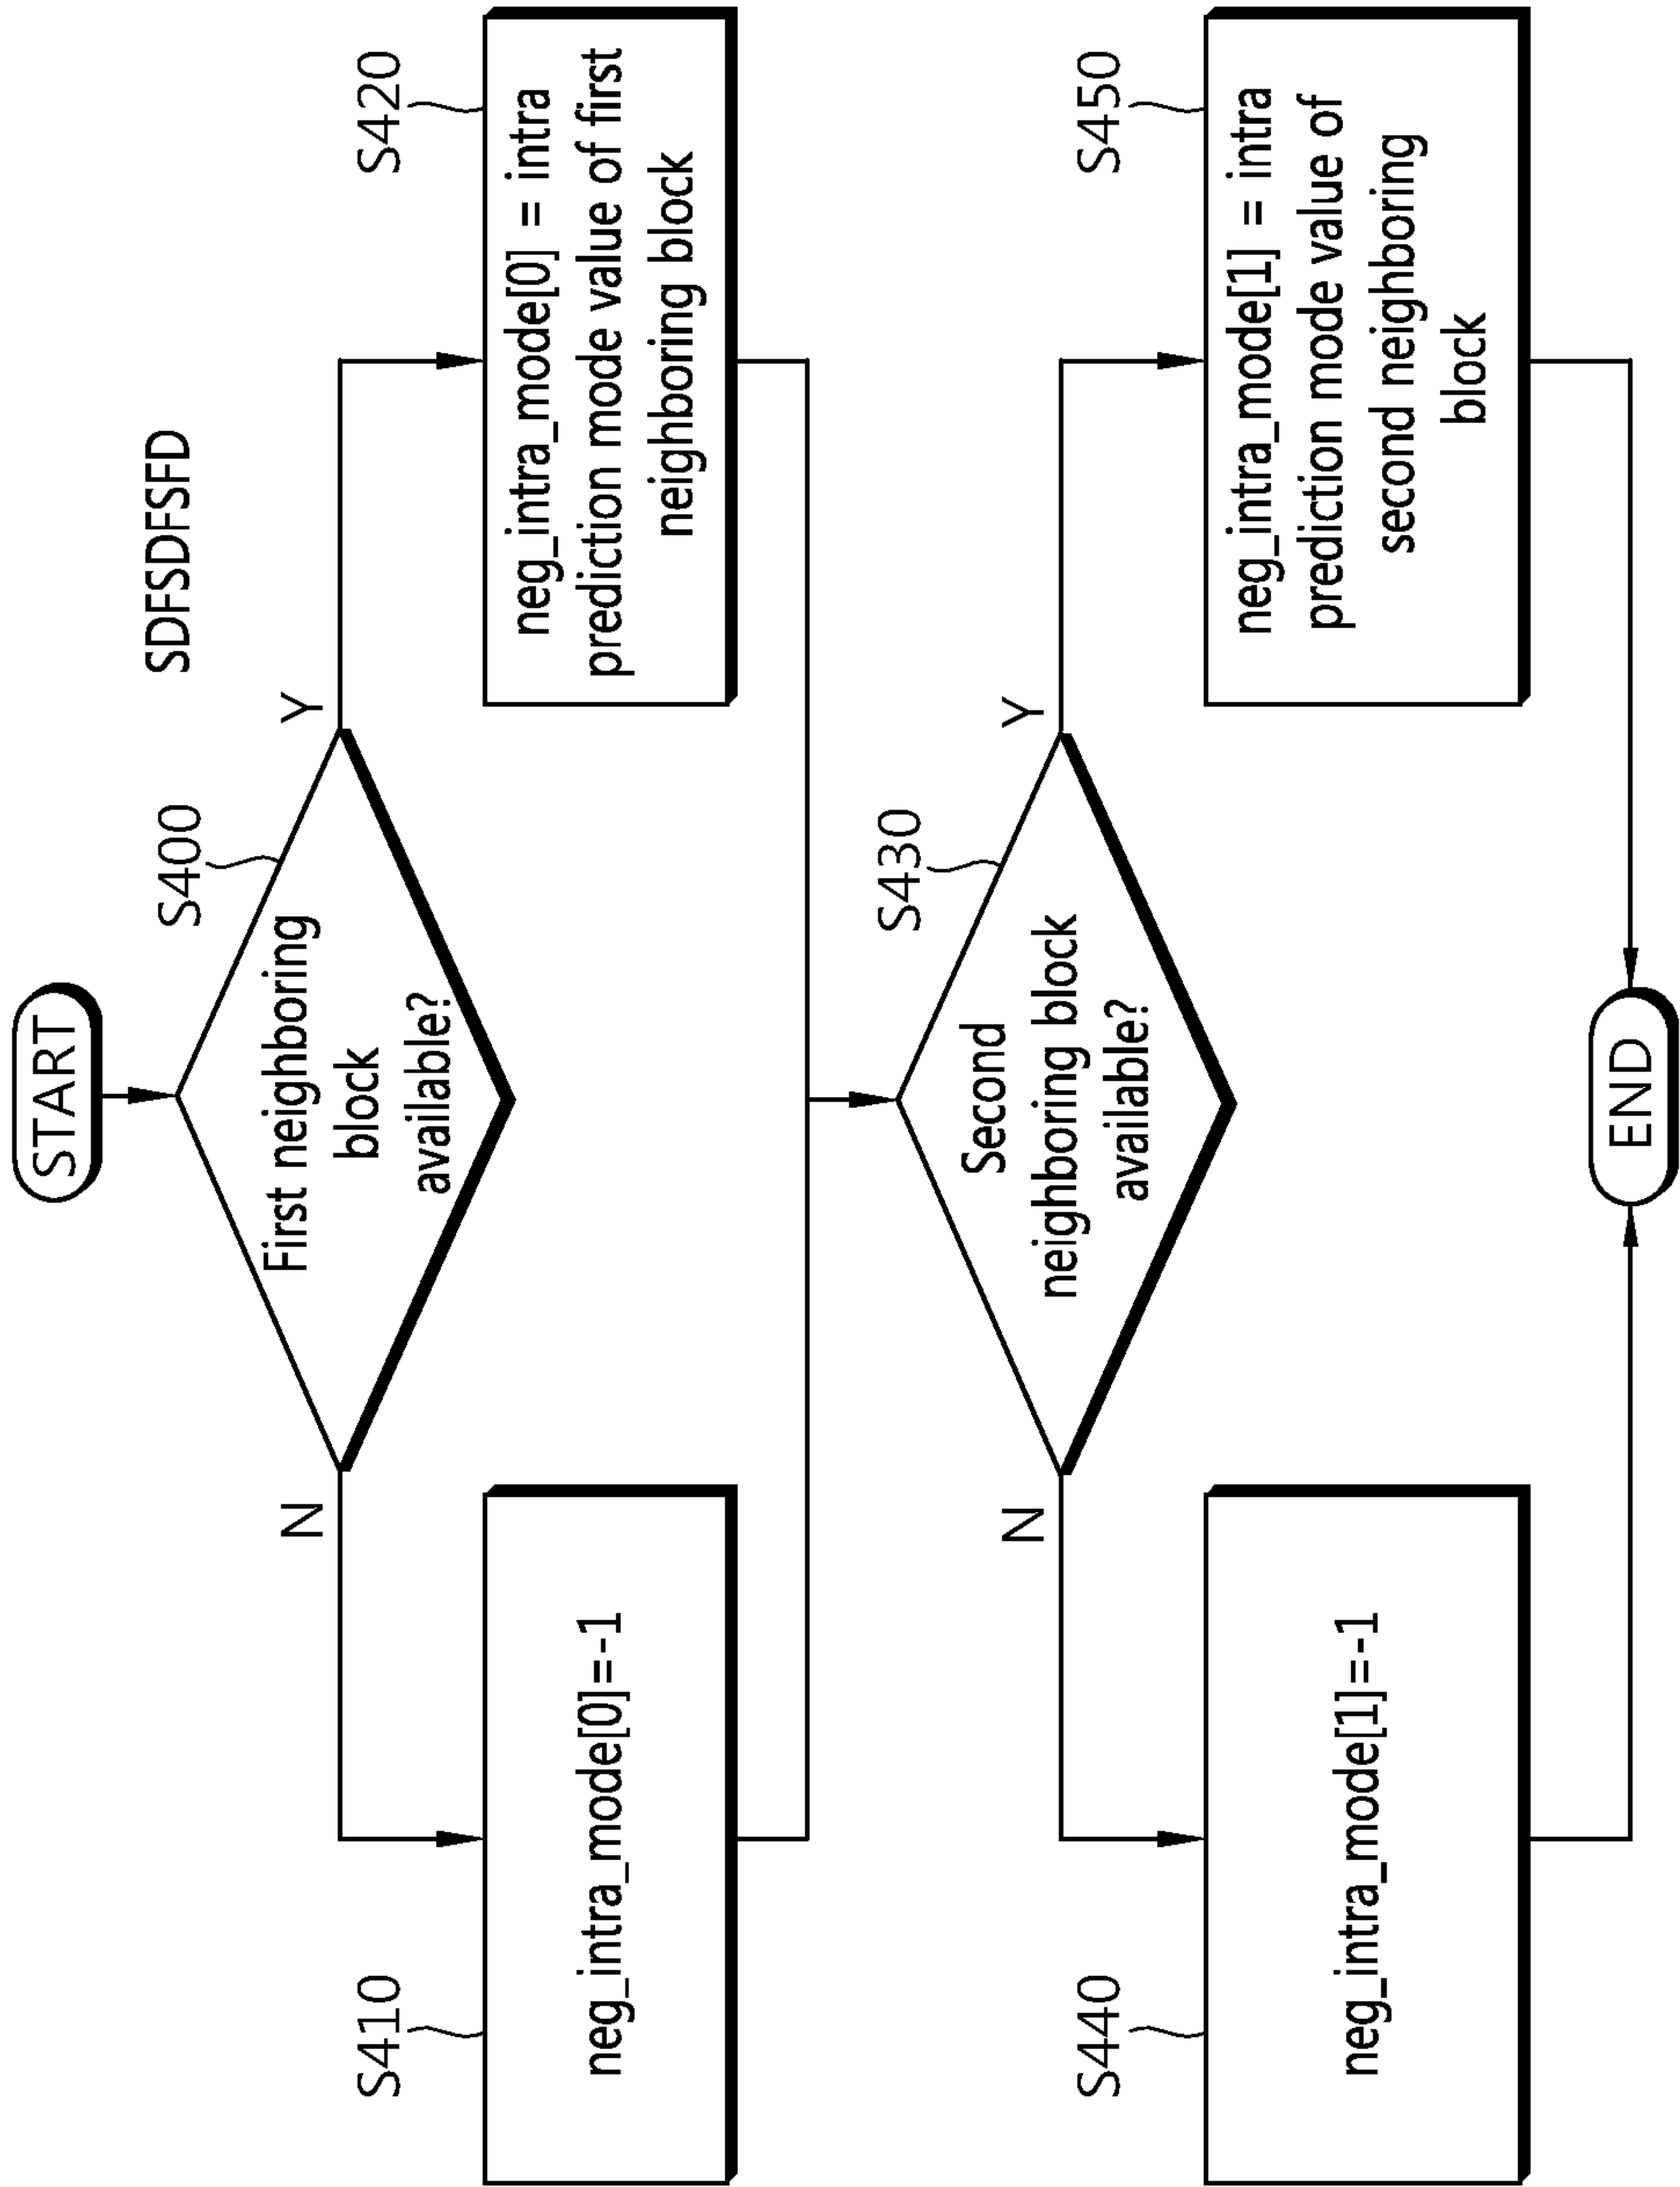 START
SDFSDFSFD
S400
First neighboring
block
available?
N
Y
S410
neg_intra_mode[0]=-1
S420
neg_intra_mode[0] = intra
prediction mode value of first
neighboring block
S430
Second
neighboring block
available?
N
Y
S440
neg_intra_mode[1]=-1
S450
neg_intra_mode[1] = intra
prediction mode value of
second neighboring
block
END